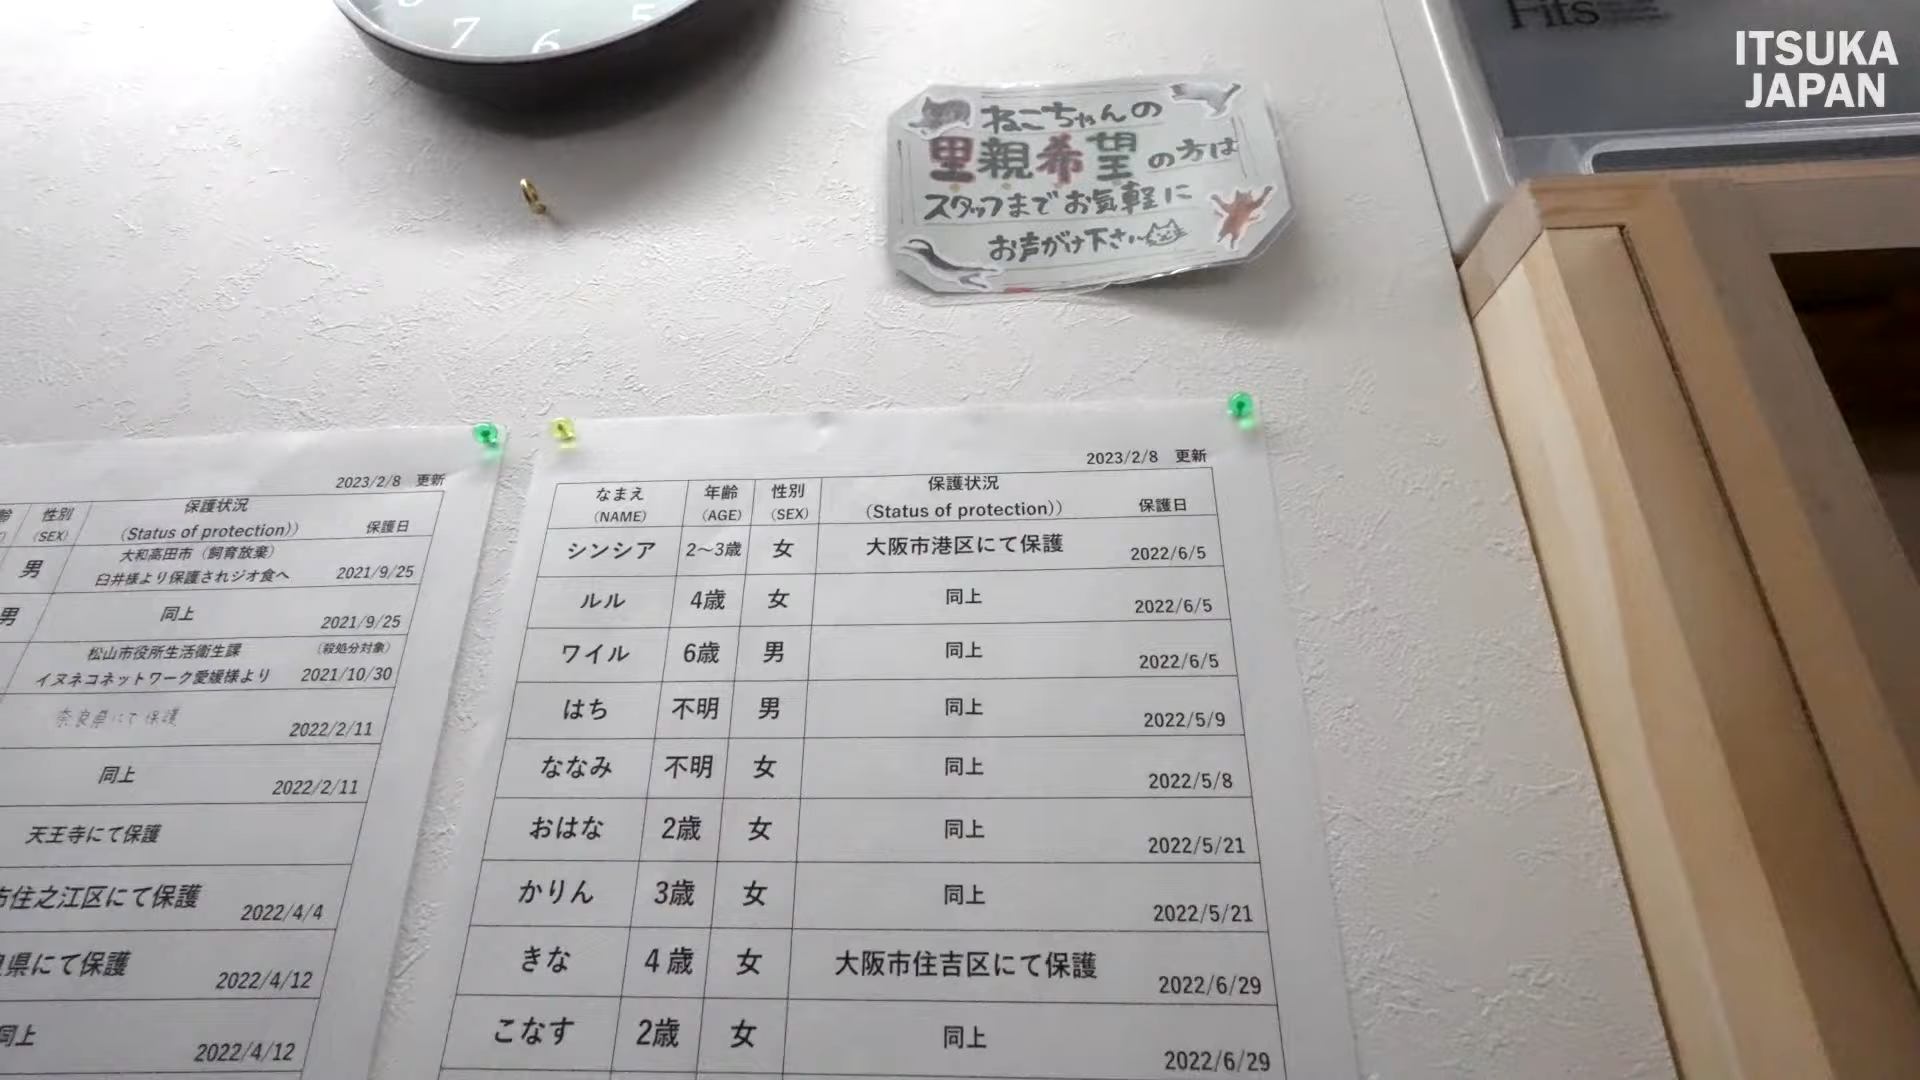 7 6 5
Fits
ITSUKA
JAPAN
ねこちゃんの
里親希望の方は
スタッフまでお気軽に
お声がけ下さい
2023/2/8 更新
齢 性別 保護状況 保護日
(SEX) (Status of protection))
男 大和高田市（飼育放棄）
臼井様より保護されジオ食へ 2021/9/25
男 同上 2021/9/25
松山市役所生活衛生課 （殺処分対象）
イヌネコネットワーク愛媛様より 2021/10/30
奈良県にて保護 2022/2/11
同上 2022/2/11
天王寺にて保護
市住之江区にて保護 2022/4/4
県にて保護 2022/4/12
同上 2022/4/12
2023/2/8 更新
なまえ 年齢 性別 保護状況 保護日
(NAME) (AGE) (SEX) (Status of protection))
シンシア 2～3歳 女 大阪市港区にて保護 2022/6/5
ルル 4歳 女 同上 2022/6/5
ワイル 6歳 男 同上 2022/6/5
はち 不明 男 同上 2022/5/9
ななみ 不明 女 同上 2022/5/8
おはな 2歳 女 同上 2022/5/21
かりん 3歳 女 同上 2022/5/21
きな 4歳 女 大阪市住吉区にて保護 2022/6/29
こなす 2歳 女 同上 2022/6/29